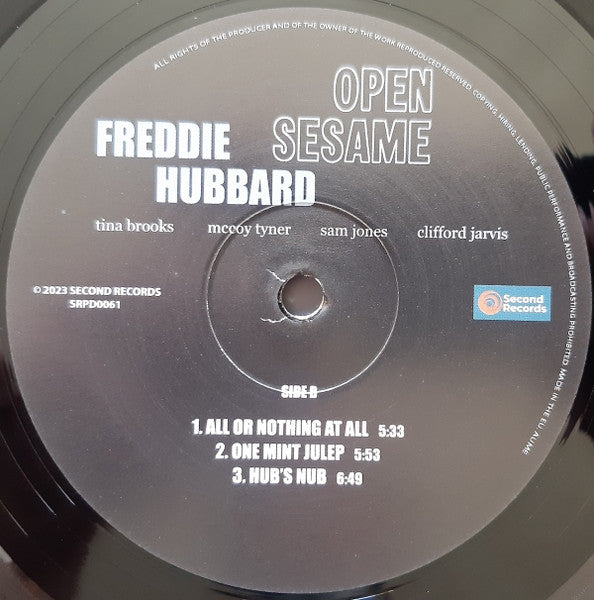 ALL RIGHTS OF THE PRODUCER AND OF THE OWNER OF THE WORK REPRODUCED RESERVED. COPYING, HIRING, LENDING, PUBLIC PERFORMANCE AND BROADCASTING PROHIBITED. MADE IN THE EU.
OPEN
FREDDIE SESAME
HUBBARD
tina brooks mccoy tyner sam jones clifford jarvis
© 2023 SECOND RECORDS
SRPD0061
Second
Records
SIDE B
1. ALL OR NOTHING AT ALL 5:33
2. ONE MINT JULEP 5:53
3. HUB'S NUB 6:49